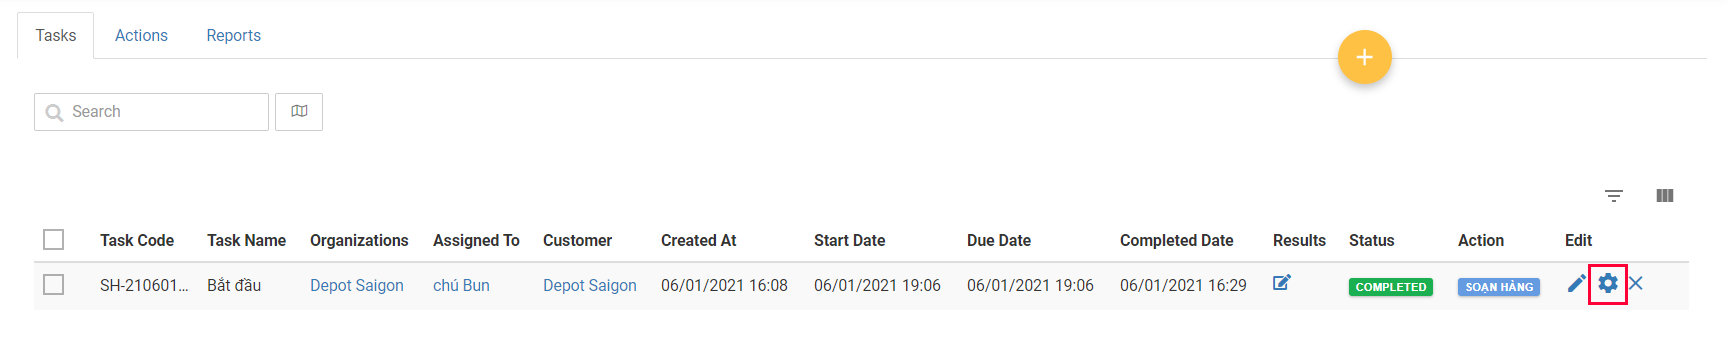 Tasks Actions Reports
Search
Task Code Task Name Organizations Assigned To Customer Created At Start Date Due Date Completed Date Results Status Action Edit
SH-210601... Bắt đầu Depot Saigon chú Bun Depot Saigon 06/01/2021 16:08 06/01/2021 19:06 06/01/2021 19:06 06/01/2021 16:29 COMPLETED SOẠN HÀNG